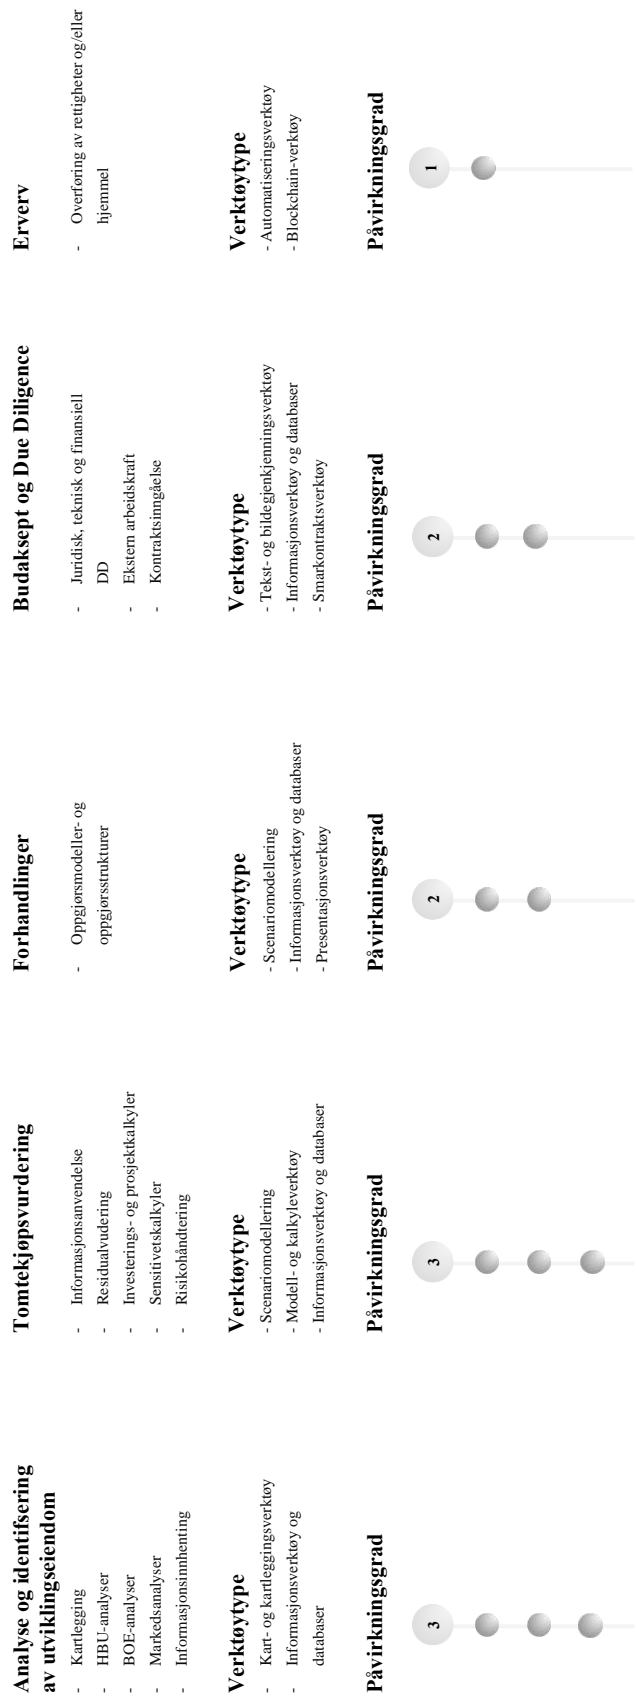 Analyse og identifsering
av utviklingseiendom
- Kartlegging
- HBU-analyser
- BOE-analyser
- Markedsanalyser
- Informasjonsinnhenting
Verktøytype
- Kart- og kartleggingsverktøy
- Informasjonsverktøy og
databaser
Påvirkningsgrad
3
Tomtekjøpsvurdering
- Informasjonsanvendelse
- Residualvudering
- Investerings- og prosjektkalkyler
- Sensitivetskalkyler
- Risikohåndtering
Verktøytype
- Scenariomodellering
- Modell- og kalkyleverktøy
- Informasjonsverktøy og databaser
Påvirkningsgrad
3
Forhandlinger
- Oppgjørsmodeller- og
oppgjørsstrukturer
Verktøytype
- Scenariomodellering
- Informasjonsverktøy og databaser
- Presentasjonsverktøy
Påvirkningsgrad
2
Budaksept og Due Diligence
- Juridisk, teknisk og finansiell
DD
- Ekstern arbeidskraft
- Kontraktsinngåelse
Verktøytype
- Tekst- og bildegjenkjenningsverktøy
- Informasjonsverktøy og databaser
- Smarkontraktsverktøy
Påvirkningsgrad
2
Erverv
- Overføring av rettigheter og/eller
hjemmel
Verktøytype
- Automatiseringsverktøy
- Blockchain-verktøy
Påvirkningsgrad
1